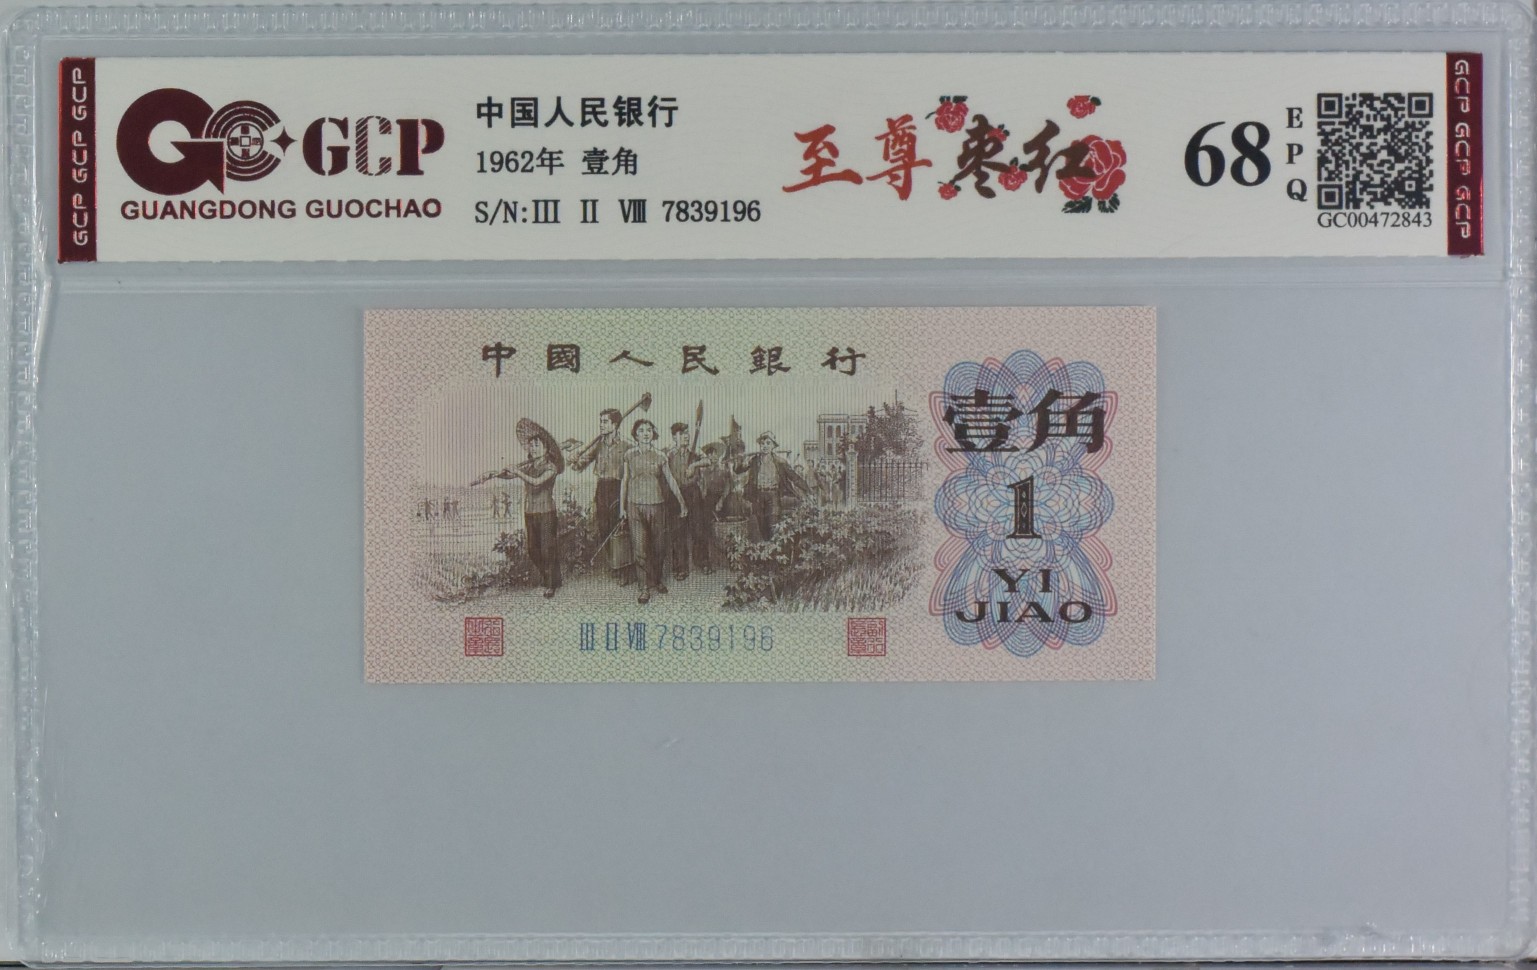 GCP GCP GCP
GCP
GUANGDONG GUOCHAO
中国人民银行
1962年 壹角
S/N:Ⅲ Ⅱ Ⅷ 7839196
至尊枣红
68
EPQ
GC00472843
GCP GCP GCP
中國人民銀行
壹角
1
YI
JIAO
Ⅲ Ⅱ Ⅷ 7839196